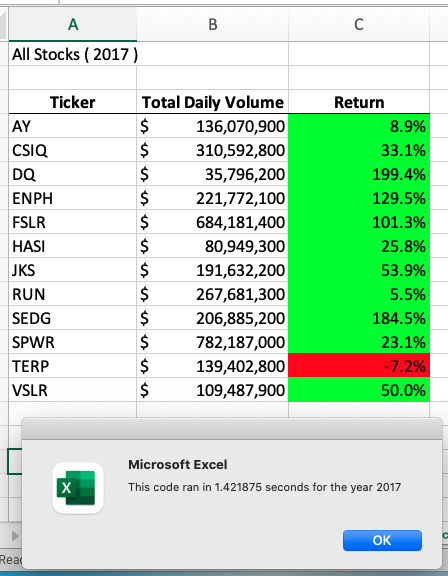 A B C
All Stocks ( 2017 )
Ticker Total Daily Volume Return
AY $ 136,070,900 8.9%
CSIQ $ 310,592,800 33.1%
DQ $ 35,796,200 199.4%
ENPH $ 221,772,100 129.5%
FSLR $ 684,181,400 101.3%
HASI $ 80,949,300 25.8%
JKS $ 191,632,200 53.9%
RUN $ 267,681,300 5.5%
SEDG $ 206,885,200 184.5%
SPWR $ 782,187,000 23.1%
TERP $ 139,402,800 -7.2%
VSLR $ 109,487,900 50.0%
Microsoft Excel
X
This code ran in 1.421875 seconds for the year 2017
OK